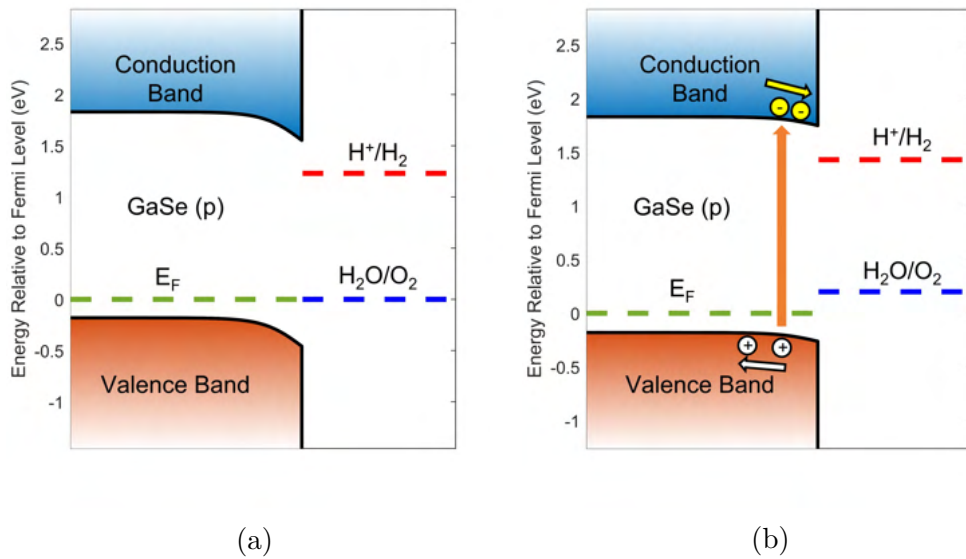 Energy Relative to Fermi Level (eV)
2.5
2
1.5
1
0.5
0
-0.5
-1
Conduction
Band
GaSe (p)
E_F
Valence Band
H⁺/H₂
H₂O/O₂
(a)
Energy Relative to Fermi Level (eV)
2.5
2
1.5
1
0.5
0
-0.5
-1
Conduction
Band
- -
GaSe (p)
E_F
+ +
Valence Band
H⁺/H₂
H₂O/O₂
(b)